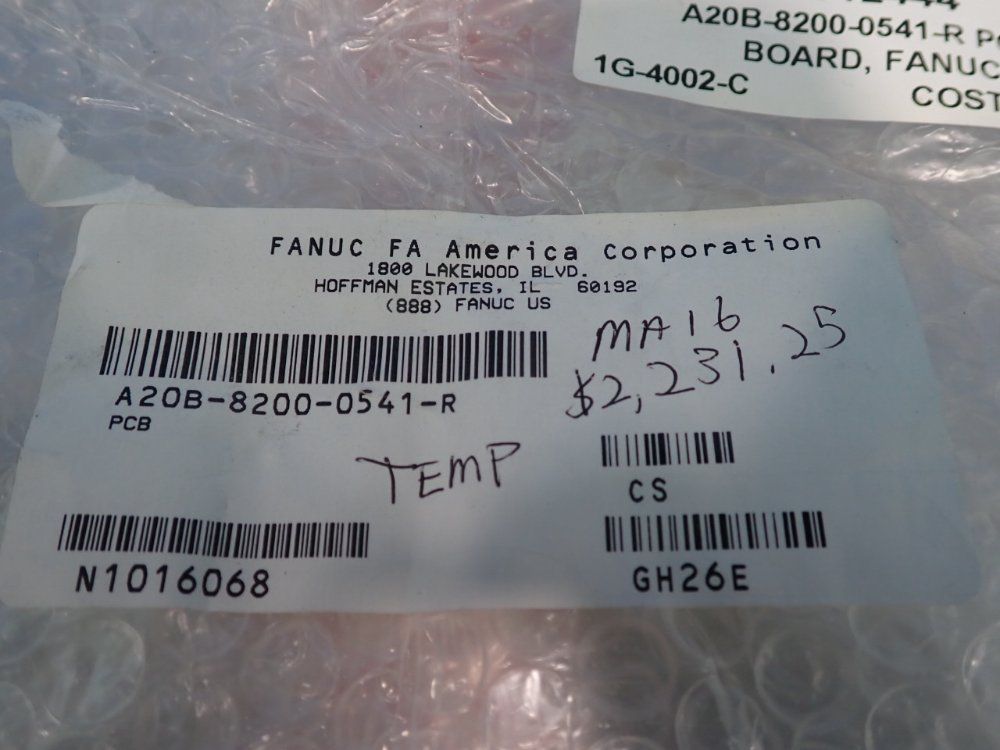 A20B-8200-0541-R
BOARD, FANUC
1G-4002-C
COST
FANUC FA America Corporation
1800 LAKEWOOD BLVD.
HOFFMAN ESTATES, IL 60192
(888) FANUC US
MA16
$2,231.25
A20B-8200-0541-R
PCB
TEMP
CS
N1016068
GH26E